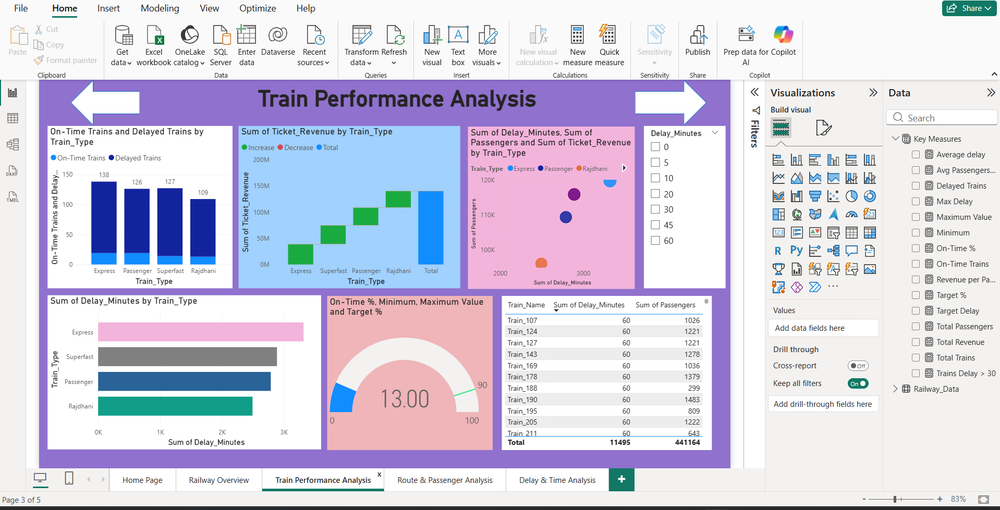 File Home Insert Modeling View Optimize Help Share
Paste
Cut
Copy
Format painter
Clipboard
Get data
Excel workbook
OneLake catalog
SQL Server
Enter data
Dataverse
Recent sources
Data
Transform data
Refresh
Queries
New visual
Text box
More visuals
Insert
New visual calculation
New measure
Quick measure
Calculations
Sensitivity
Sensitivity
Publish
Share
Prep data for AI
Copilot
Copilot
Train Performance Analysis
On-Time Trains and Delayed Trains by
Train_Type
On-Time Trains Delayed Trains
On-Time Trains and Delay...
150
100
50
0
138
126
127
109
Express Passenger Superfast Rajdhani
Train_Type
Sum of Ticket_Revenue by Train_Type
Increase Decrease Total
Sum of Ticket_Revenue
200M
150M
100M
50M
0M
Express Superfast Passenger Rajdhani Total
Train_Type
Sum of Delay_Minutes, Sum of
Passengers and Sum of Ticket_Revenue
by Train_Type
Train_Type Express Passenger Rajdhani
Sum of Passengers
120K
110K
100K
2000 3000
Sum of Delay_Minutes
Delay_Minutes
0
5
10
20
30
45
60
Sum of Delay_Minutes by Train_Type
Train_Type
Express
Superfast
Passenger
Rajdhani
0K 1K 2K 3K
Sum of Delay_Minutes
On-Time %, Minimum, Maximum Value
and Target %
13.00
0
90
100
Train_Name Sum of Delay_Minutes Sum of Passengers
Train_107 60 1026
Train_124 60 1221
Train_127 60 1221
Train_143 60 1278
Train_169 60 1036
Train_178 60 1379
Train_188 60 299
Train_190 60 1483
Train_195 60 809
Train_205 60 1222
Train_211 60 643
Total 11495 441164
Filters
Visualizations
Build visual
123
123
R Py
Values
Add data fields here
Drill through
Cross-report Off
Keep all filters On
Add drill-through fields here
Data
Search
Key Measures
Average delay
Avg Passengers...
Delayed Trains
Max Delay
Maximum Value
Minimum
On-Time %
On-Time Trains
Revenue per Pa...
Target %
Target Delay
Total Passengers
Total Revenue
Total Trains
Trains Delay > 30
Railway_Data
DAX
TMDL
Home Page Railway Overview Train Performance Analysis x Route & Passenger Analysis Delay & Time Analysis +
Page 3 of 5
- + 83%